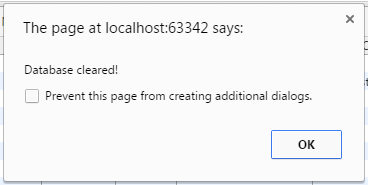 The page at localhost:63342 says:
Database cleared!
Prevent this page from creating additional dialogs.
OK